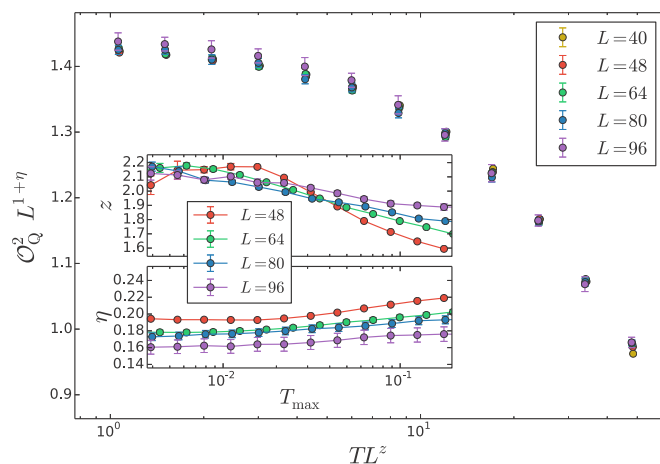 1.4
1.3
1.2
1.1
1.0
0.9
𝒪_Q^2 L^{1+η}
10^0
10^1
TL^z
L=40
L=48
L=64
L=80
L=96
2.2
2.1
2.0
1.9
1.8
1.7
1.6
z
L=48
L=64
L=80
L=96
0.24
0.22
0.20
0.18
0.16
0.14
η
10^{-2}
10^{-1}
T_max